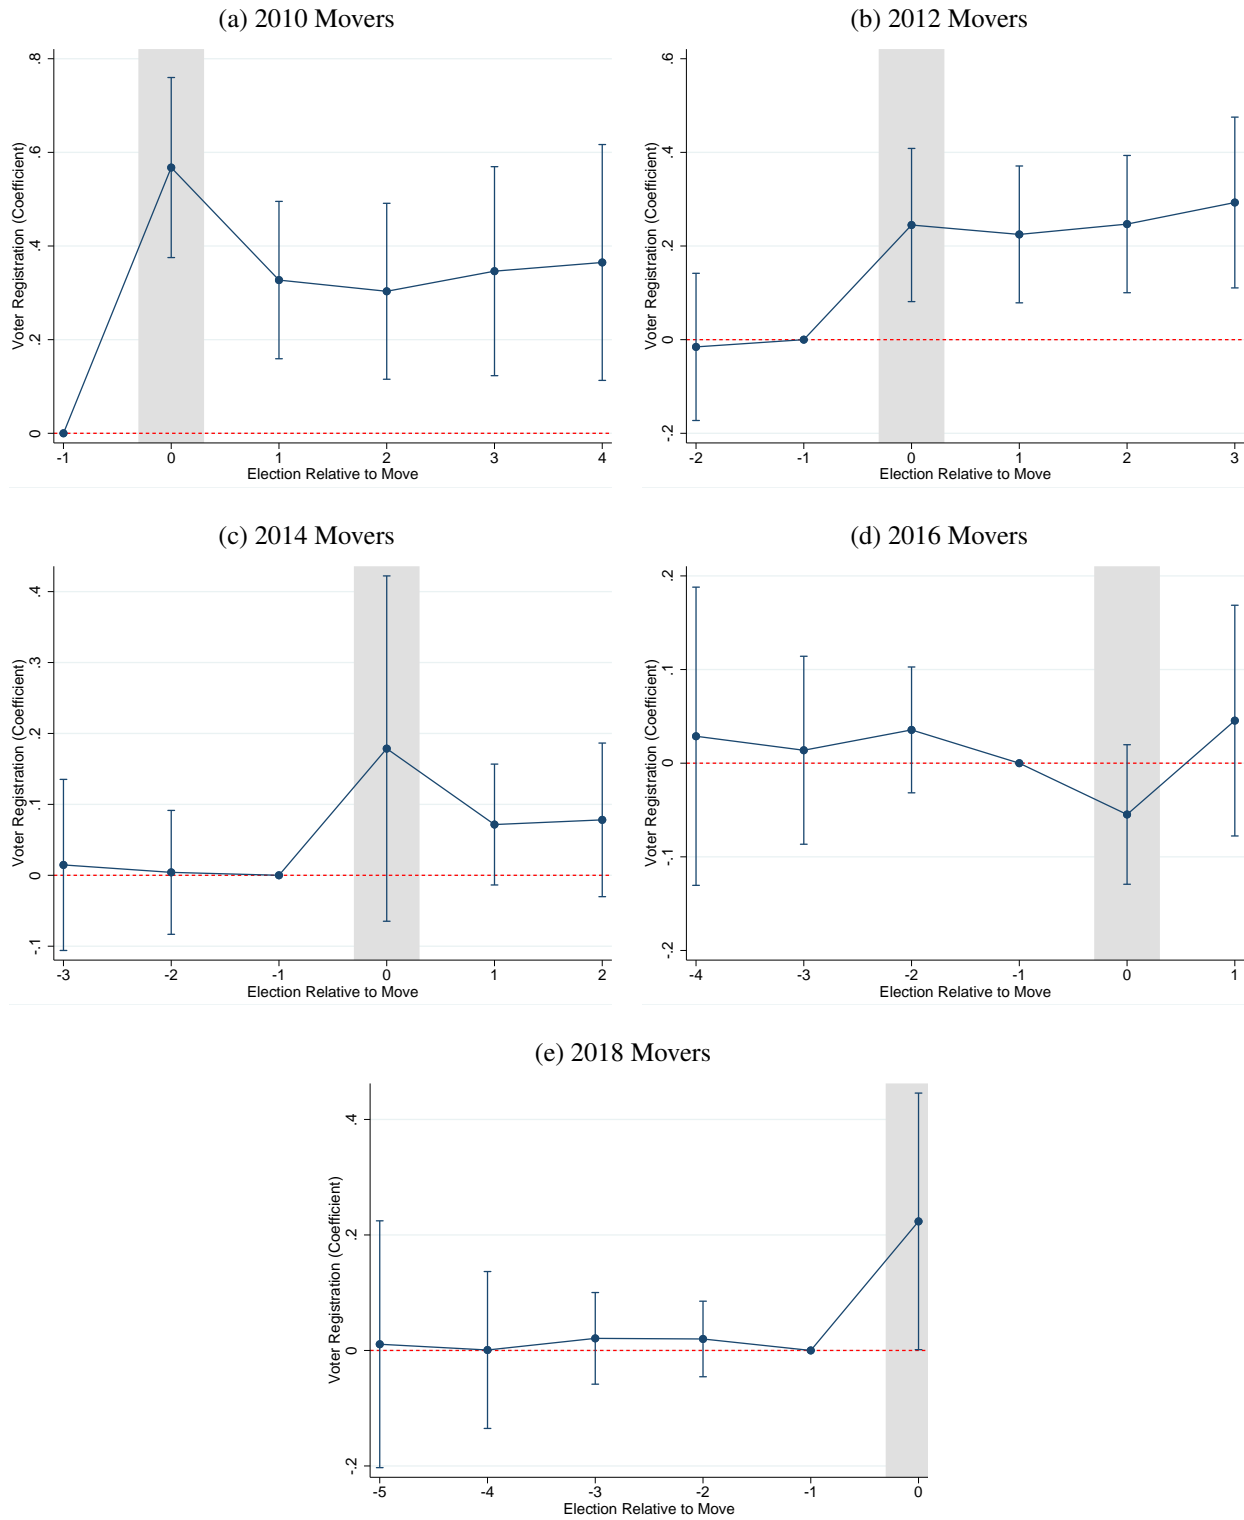 (a) 2010 Movers
Voter Registration (Coefficient)
.8
.6
.4
.2
0
-1 0 1 2 3 4
Election Relative to Move
(b) 2012 Movers
Voter Registration (Coefficient)
.6
.4
.2
0
-.2
-2 -1 0 1 2 3
Election Relative to Move
(c) 2014 Movers
Voter Registration (Coefficient)
.4
.3
.2
.1
0
-.1
-3 -2 -1 0 1 2
Election Relative to Move
(d) 2016 Movers
Voter Registration (Coefficient)
.2
.1
0
-.1
-.2
-4 -3 -2 -1 0 1
Election Relative to Move
(e) 2018 Movers
Voter Registration (Coefficient)
.4
.2
0
-.2
-5 -4 -3 -2 -1 0
Election Relative to Move